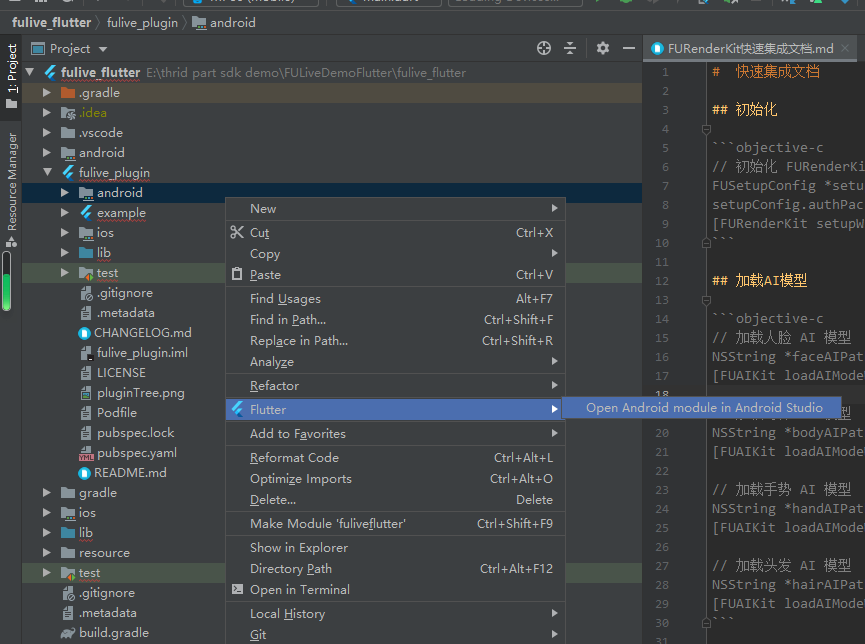 fulive_flutter fulive_plugin android
Project
FURenderKit快速集成文档.md
1: Project
Resource Manager
fulive_flutter E:\thrid part sdk demo\FULiveDemoFlutter\fulive_flutter
.gradle
.idea
.vscode
android
fulive_plugin
android
example
ios
lib
test
.gitignore
.metadata
CHANGELOG.md
fulive_plugin.iml
LICENSE
pluginTree.png
Podfile
pubspec.lock
pubspec.yaml
README.md
gradle
ios
lib
resource
test
.gitignore
.metadata
build.gradle
New
Cut Ctrl+X
Copy
Paste Ctrl+V
Find Usages Alt+F7
Find in Path... Ctrl+Shift+F
Replace in Path... Ctrl+Shift+R
Analyze
Refactor
Flutter
Open Android module in Android Studio
Add to Favorites
Reformat Code Ctrl+Alt+L
Optimize Imports Ctrl+Alt+O
Delete... Delete
Make Module 'fuliveflutter' Ctrl+Shift+F9
Show in Explorer
Directory Path Ctrl+Alt+F12
Open in Terminal
Local History
Git
1 # 快速集成文档
2
3 ## 初始化
4
5 ```objective-c
6 // 初始化 FURenderKi
7 FUSetupConfig *setu
8 setupConfig.authPac
9 [FURenderKit setupW
10 ```
11
12 ## 加载AI模型
13
14 ```objective-c
15 // 加载人脸 AI 模型
16 NSString *faceAIPat
17 [FUAIKit loadAIMode
18
20 NSString *bodyAIPat
21 [FUAIKit loadAIMode
22
23 // 加载手势 AI 模型
24 NSString *handAIPat
25 [FUAIKit loadAIMode
26
27 // 加载头发 AI 模型
28 NSString *hairAIPat
29 [FUAIKit loadAIMode
30 ```
31